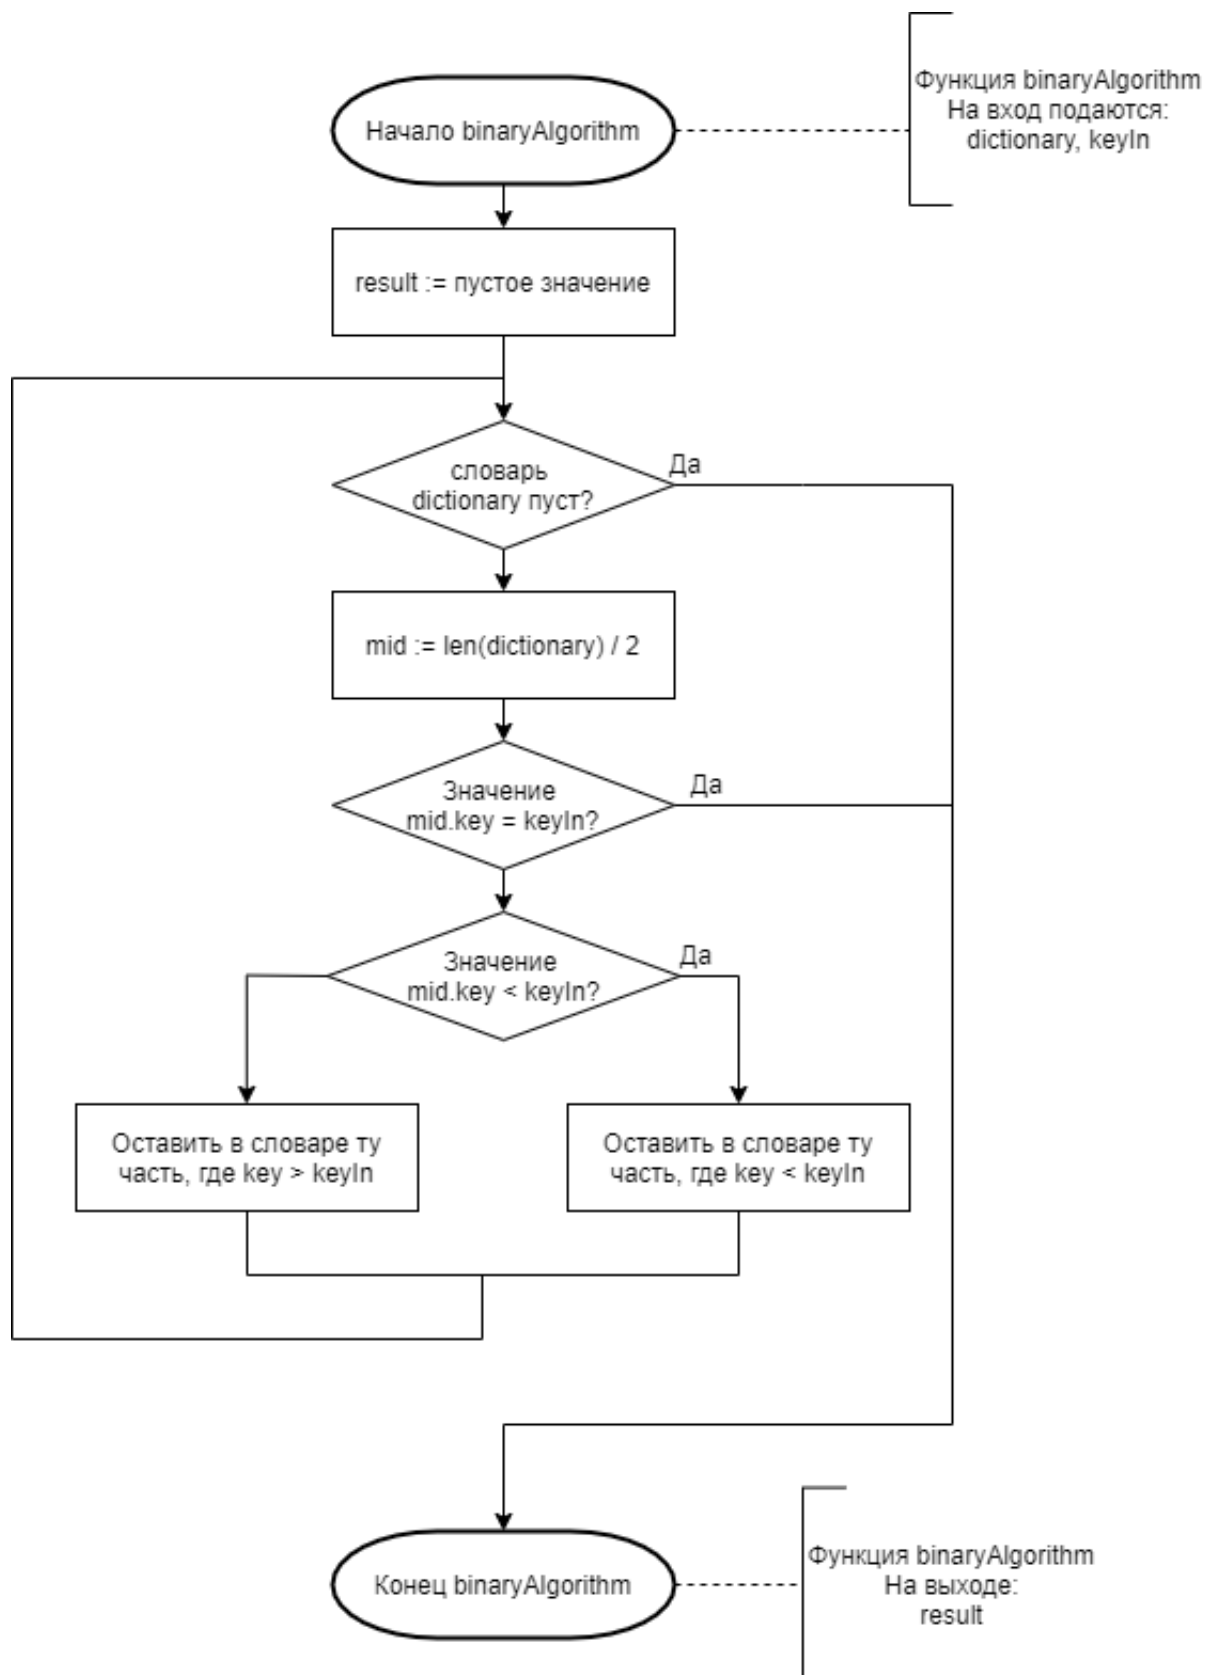 Функция binaryAlgorithm
На вход подаются:
dictionary, keyIn
Начало binaryAlgorithm
result := пустое значение
словарь
dictionary пуст?
Да
mid := len(dictionary) / 2
Значение
mid.key = keyIn?
Да
Значение
mid.key < keyIn?
Да
Оставить в словаре ту
часть, где key > keyIn
Оставить в словаре ту
часть, где key < keyIn
Конец binaryAlgorithm
Функция binaryAlgorithm
На выходе:
result